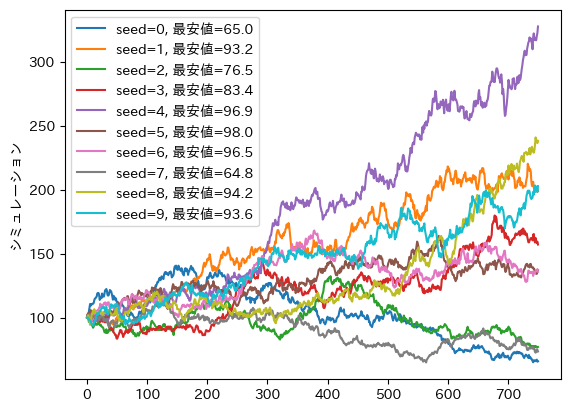 seed=0, 最安値=65.0
seed=1, 最安値=93.2
seed=2, 最安値=76.5
seed=3, 最安値=83.4
seed=4, 最安値=96.9
seed=5, 最安値=98.0
seed=6, 最安値=96.5
seed=7, 最安値=64.8
seed=8, 最安値=94.2
seed=9, 最安値=93.6
シミュレーション
300
250
200
150
100
0 100 200 300 400 500 600 700